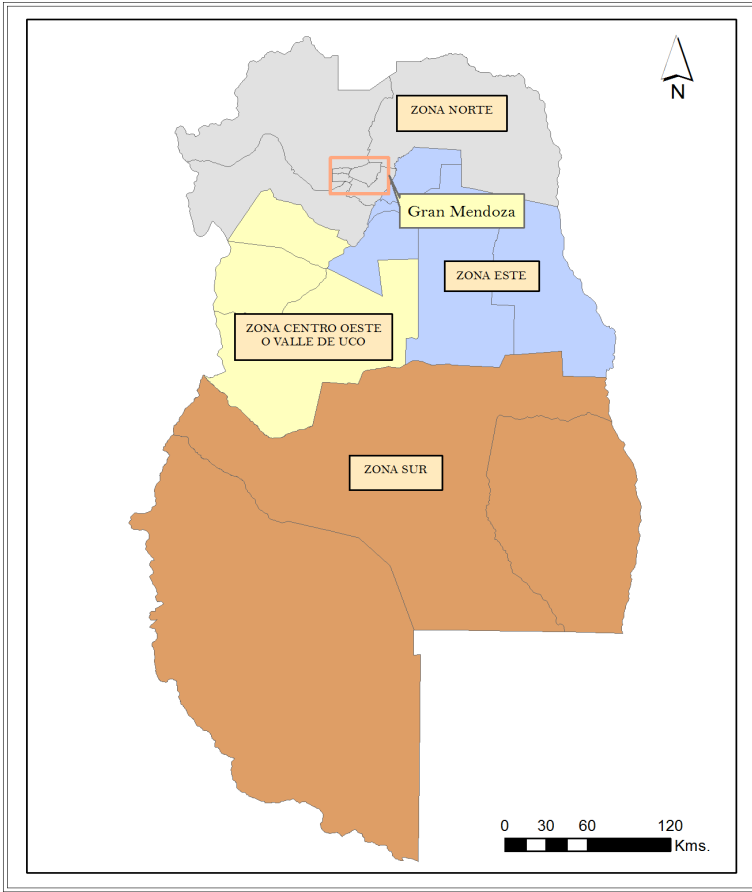 N
ZONA NORTE
Gran Mendoza
ZONA ESTE
ZONA CENTRO OESTE
O VALLE DE UCO
ZONA SUR
0 30 60 120
Kms.